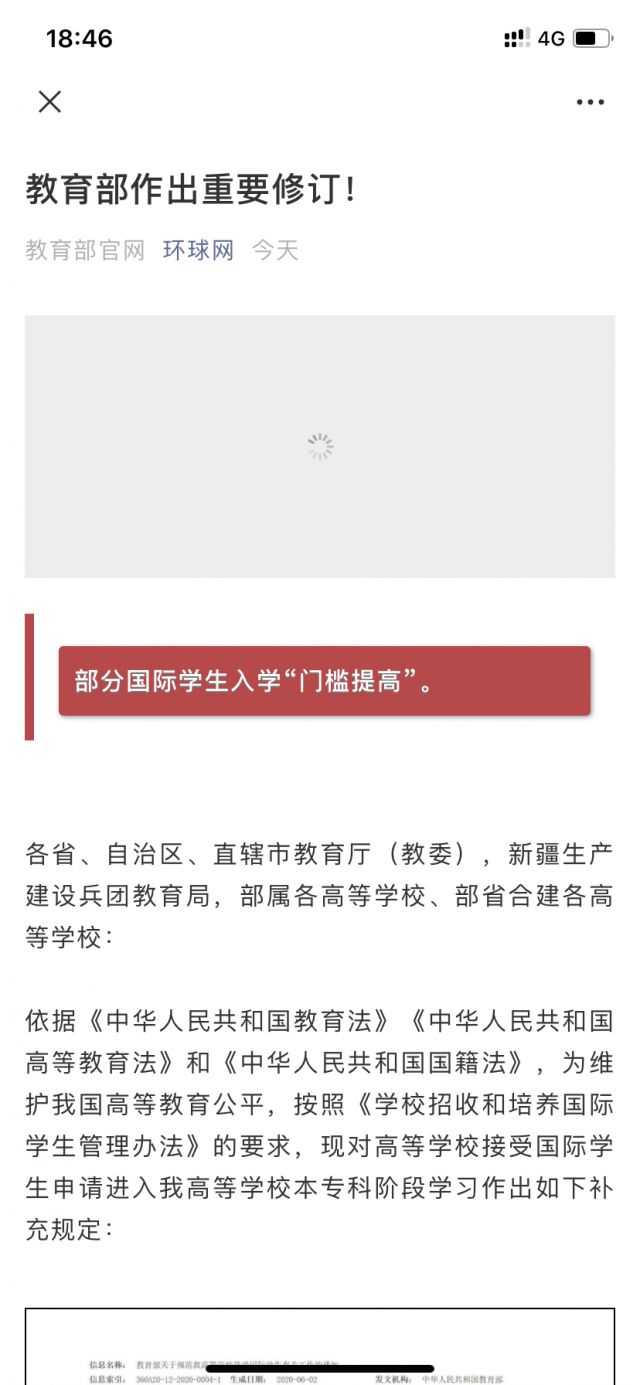 18:46
4G
教育部作出重要修订！
教育部官网 环球网 今天
部分国际学生入学“门槛提高”。
各省、自治区、直辖市教育厅（教委），新疆生产
建设兵团教育局，部属各高等学校、部省合建各高
等学校：
依据《中华人民共和国教育法》《中华人民共和国
高等教育法》和《中华人民共和国国籍法》，为维
护我国高等教育公平，按照《学校招收和培养国际
学生管理办法》的要求，现对高等学校接受国际学
生申请进入我高等学校本专科阶段学习作出如下补
充规定：
信息名称： 教育部关于规范我高等学校接受国际学生有关工作的通知
信息索引： 360A20-12-2020-0004-1 生成日期： 2020-06-02 发文机构： 中华人民共和国教育部